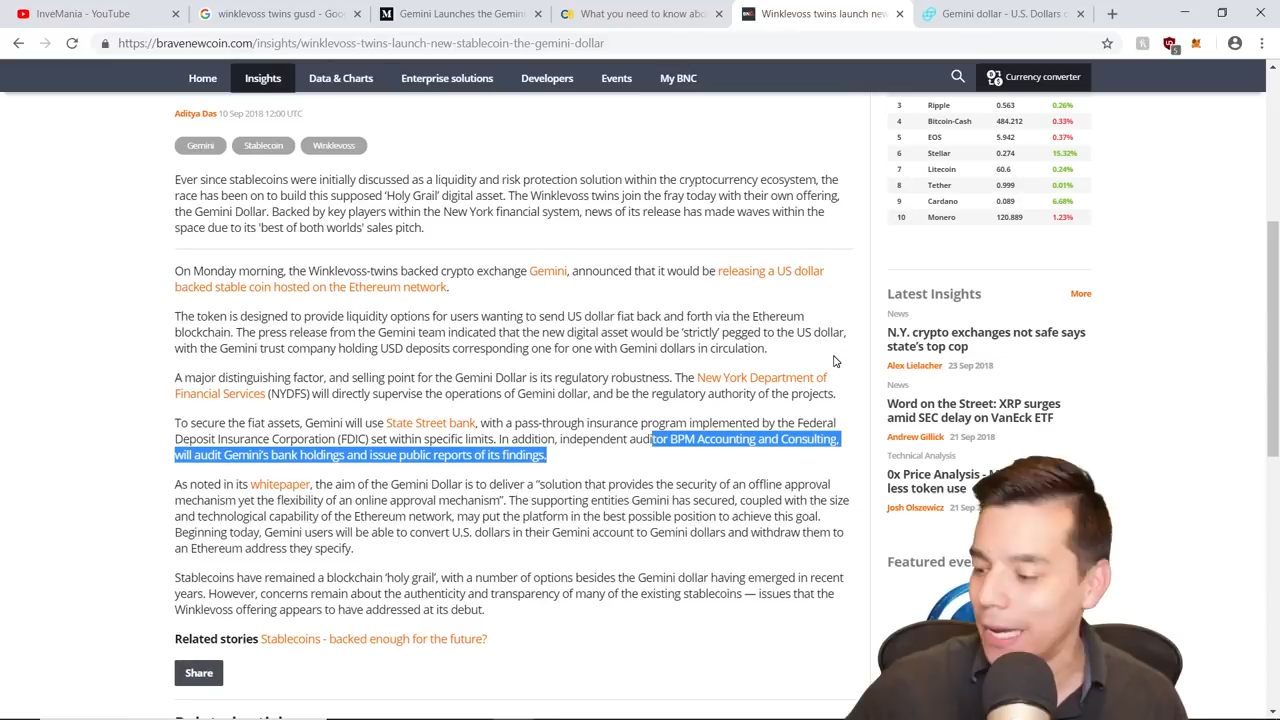 InveMania - YouTube
winklevoss twins gusd - Goo
Gemini Launches the Gemin
What you need to know abo
Winklevoss twins launch new
Gemini dollar - U.S. Dollars o
https://bravenewcoin.com/insights/winklevoss-twins-launch-new-stablecoin-the-gemini-dollar
Home
Insights
Data & Charts
Enterprise solutions
Developers
Events
My BNC
Currency converter
Aditya Das 10 Sep 2018 12:00 UTC
Gemini
Stablecoin
Winklevoss
Ever since stablecoins were initially discussed as a liquidity and risk protection solution within the cryptocurrency ecosystem, the
race has been on to build this supposed 'Holy Grail' digital asset. The Winklevoss twins join the fray today with their own offering,
the Gemini Dollar. Backed by key players within the New York financial system, news of its release has made waves within the
space due to its 'best of both worlds' sales pitch.
On Monday morning, the Winklevoss-twins backed crypto exchange Gemini, announced that it would be releasing a US dollar
backed stable coin hosted on the Ethereum network.
The token is designed to provide liquidity options for users wanting to send US dollar fiat back and forth via the Ethereum
blockchain. The press release from the Gemini team indicated that the new digital asset would be 'strictly' pegged to the US dollar,
with the Gemini trust company holding USD deposits corresponding one for one with Gemini dollars in circulation.
A major distinguishing factor, and selling point for the Gemini Dollar is its regulatory robustness. The New York Department of
Financial Services (NYDFS) will directly supervise the operations of Gemini dollar, and be the regulatory authority of the projects.
To secure the fiat assets, Gemini will use State Street bank, with a pass-through insurance program implemented by the Federal
Deposit Insurance Corporation (FDIC) set within specific limits. In addition, independent auditor BPM Accounting and Consulting,
will audit Gemini's bank holdings and issue public reports of its findings.
As noted in its whitepaper, the aim of the Gemini Dollar is to deliver a "solution that provides the security of an offline approval
mechanism yet the flexibility of an online approval mechanism". The supporting entities Gemini has secured, coupled with the size
and technological capability of the Ethereum network, may put the platform in the best possible position to achieve this goal.
Beginning today, Gemini users will be able to convert U.S. dollars in their Gemini account to Gemini dollars and withdraw them to
an Ethereum address they specify.
Stablecoins have remained a blockchain 'holy grail', with a number of options besides the Gemini dollar having emerged in recent
years. However, concerns remain about the authenticity and transparency of many of the existing stablecoins — issues that the
Winklevoss offering appears to have addressed at its debut.
Related stories Stablecoins - backed enough for the future?
Share
3 Ripple 0.563 0.26%
4 Bitcoin-Cash 484.212 0.33%
5 EOS 5.942 0.37%
6 Stellar 0.274 15.32%
7 Litecoin 60.6 0.24%
8 Tether 0.999 0.01%
9 Cardano 0.089 6.68%
10 Monero 120.889 1.23%
Latest Insights
More
News
N.Y. crypto exchanges not safe says
state's top cop
Alex Lielacher 23 Sep 2018
News
Word on the Street: XRP surges
amid SEC delay on VanEck ETF
Andrew Gillick 21 Sep 2018
Technical Analysis
0x Price Analysis -
less token use
Josh Olszewicz 21 Sep
Featured eve